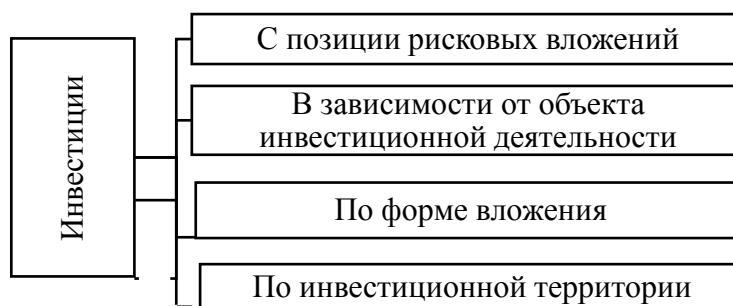 Инвестиции
С позиции рисковых вложений
В зависимости от объекта
инвестиционной деятельности
По форме вложения
По инвестиционной территории